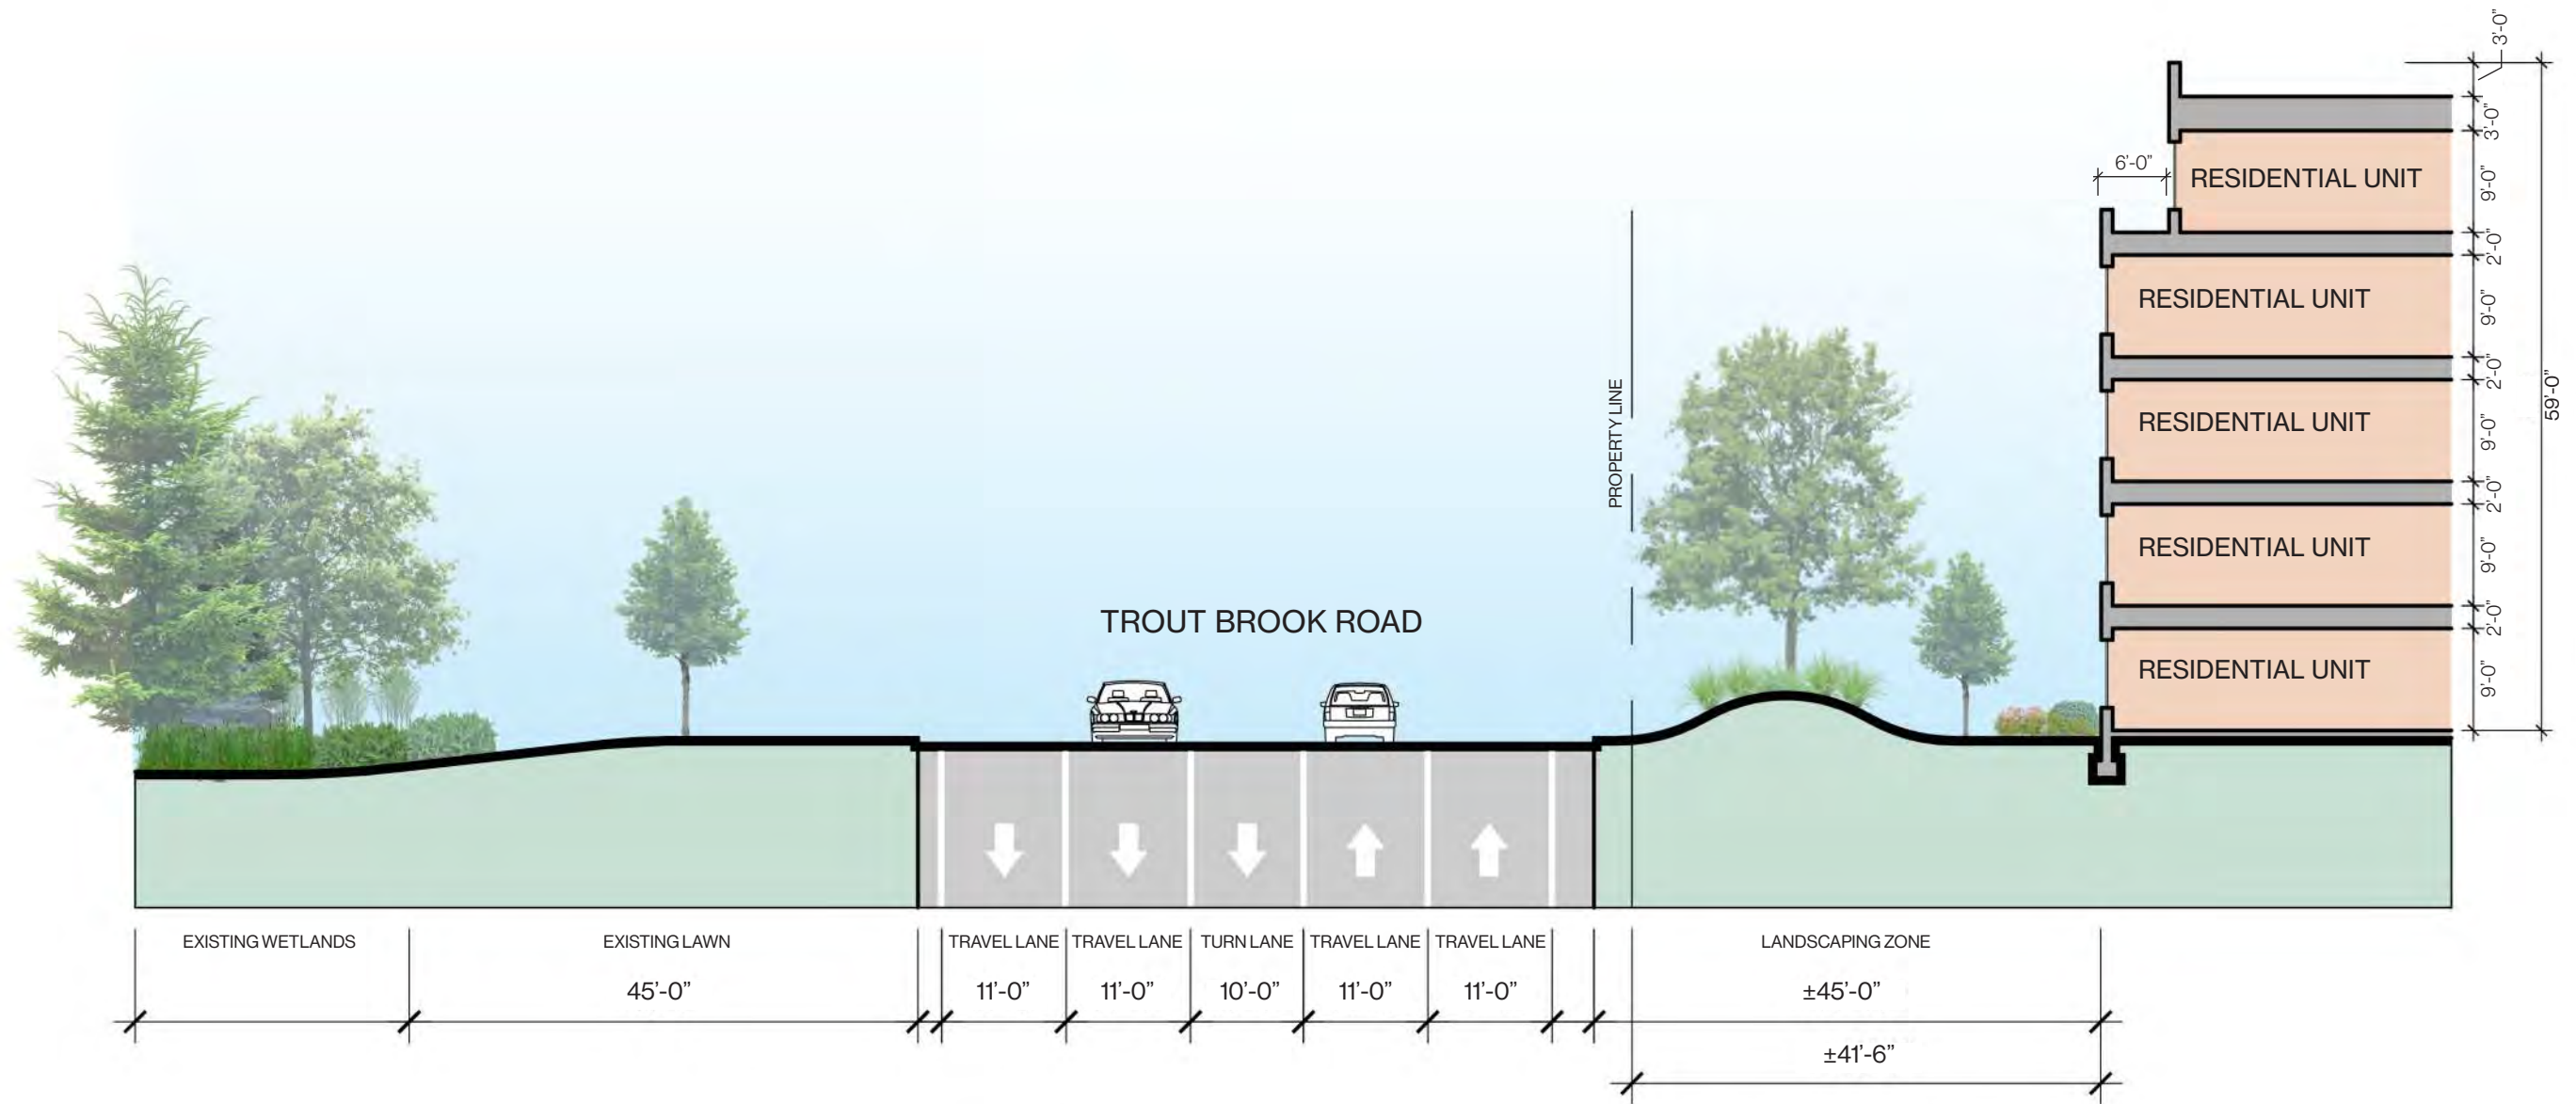 3'-0"
3'-0"
6'-0"
RESIDENTIAL UNIT
9'-0"
2'-0"
RESIDENTIAL UNIT
9'-0"
2'-0"
59'-0"
PROPERTY LINE
RESIDENTIAL UNIT
9'-0"
2'-0"
RESIDENTIAL UNIT
9'-0"
2'-0"
TROUT BROOK ROAD
RESIDENTIAL UNIT
9'-0"
EXISTING WETLANDS
EXISTING LAWN
TRAVEL LANE
TRAVEL LANE
TURN LANE
TRAVEL LANE
TRAVEL LANE
LANDSCAPING ZONE
45'-0"
11'-0"
11'-0"
10'-0"
11'-0"
11'-0"
±45'-0"
±41'-6"